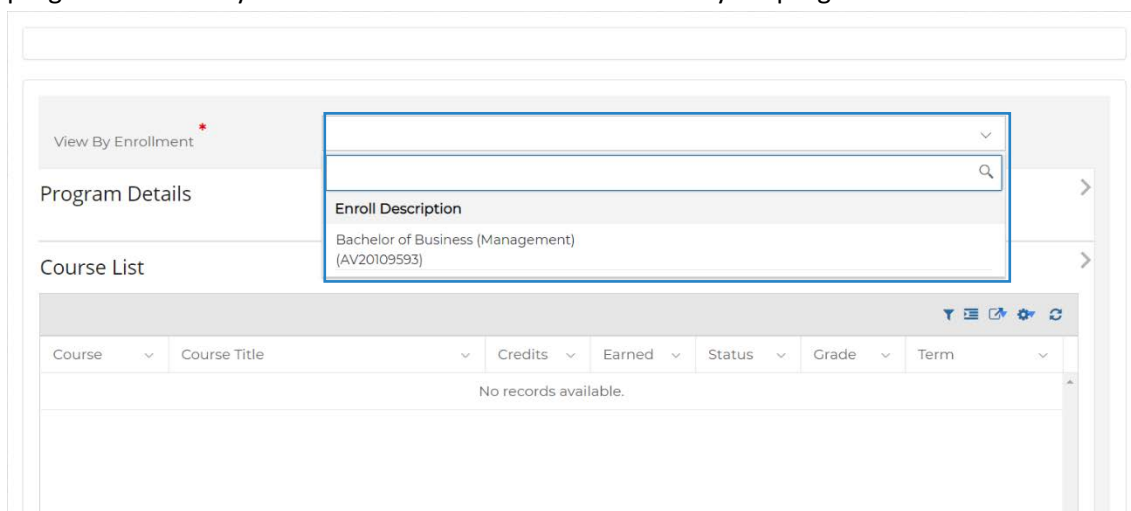 View By Enrollment *
Program Details
Enroll Description
Bachelor of Business (Management)
(AV20109593)
Course List
Course Course Title Credits Earned Status Grade Term
No records available.